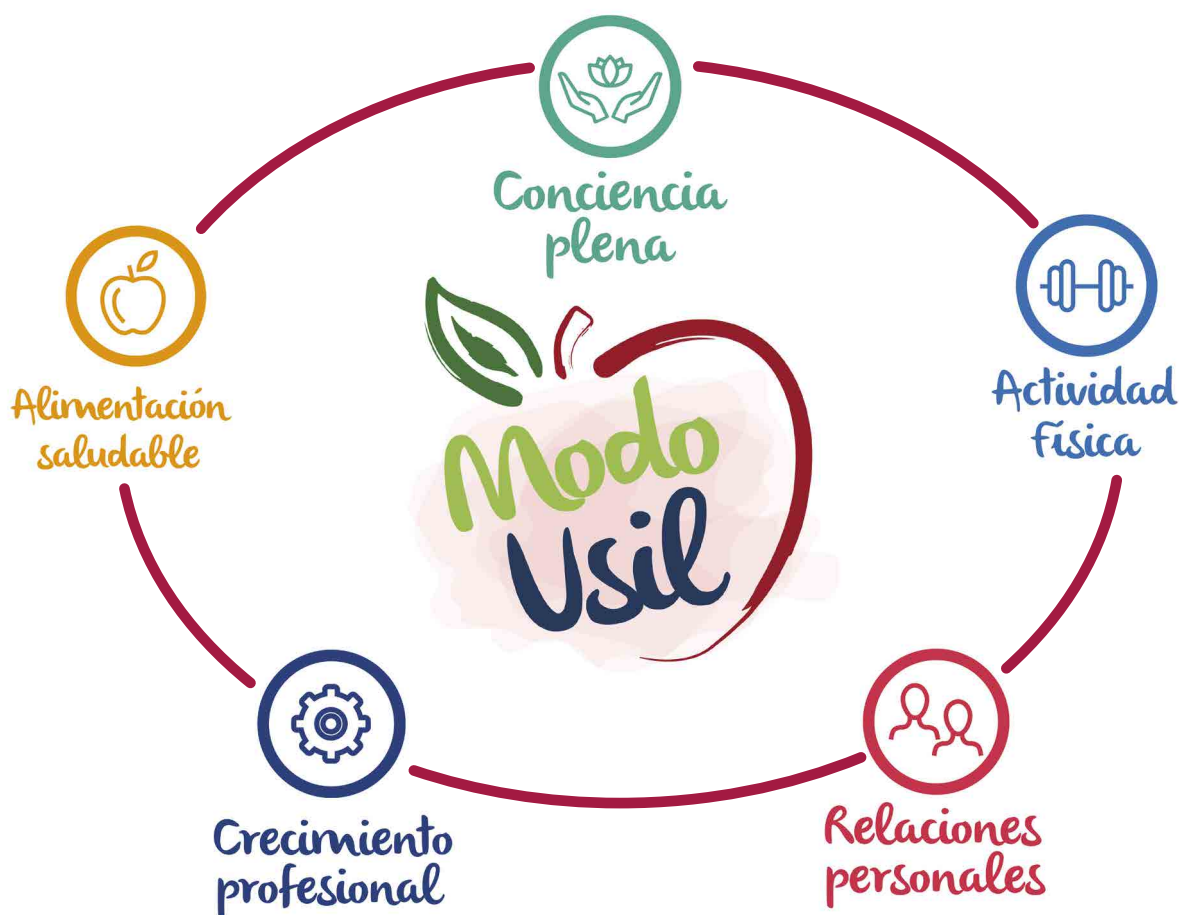 Conciencia
plena
Alimentación
saludable
Actividad
Física
Modo
Usil
Crecimiento
profesional
Relaciones
personales